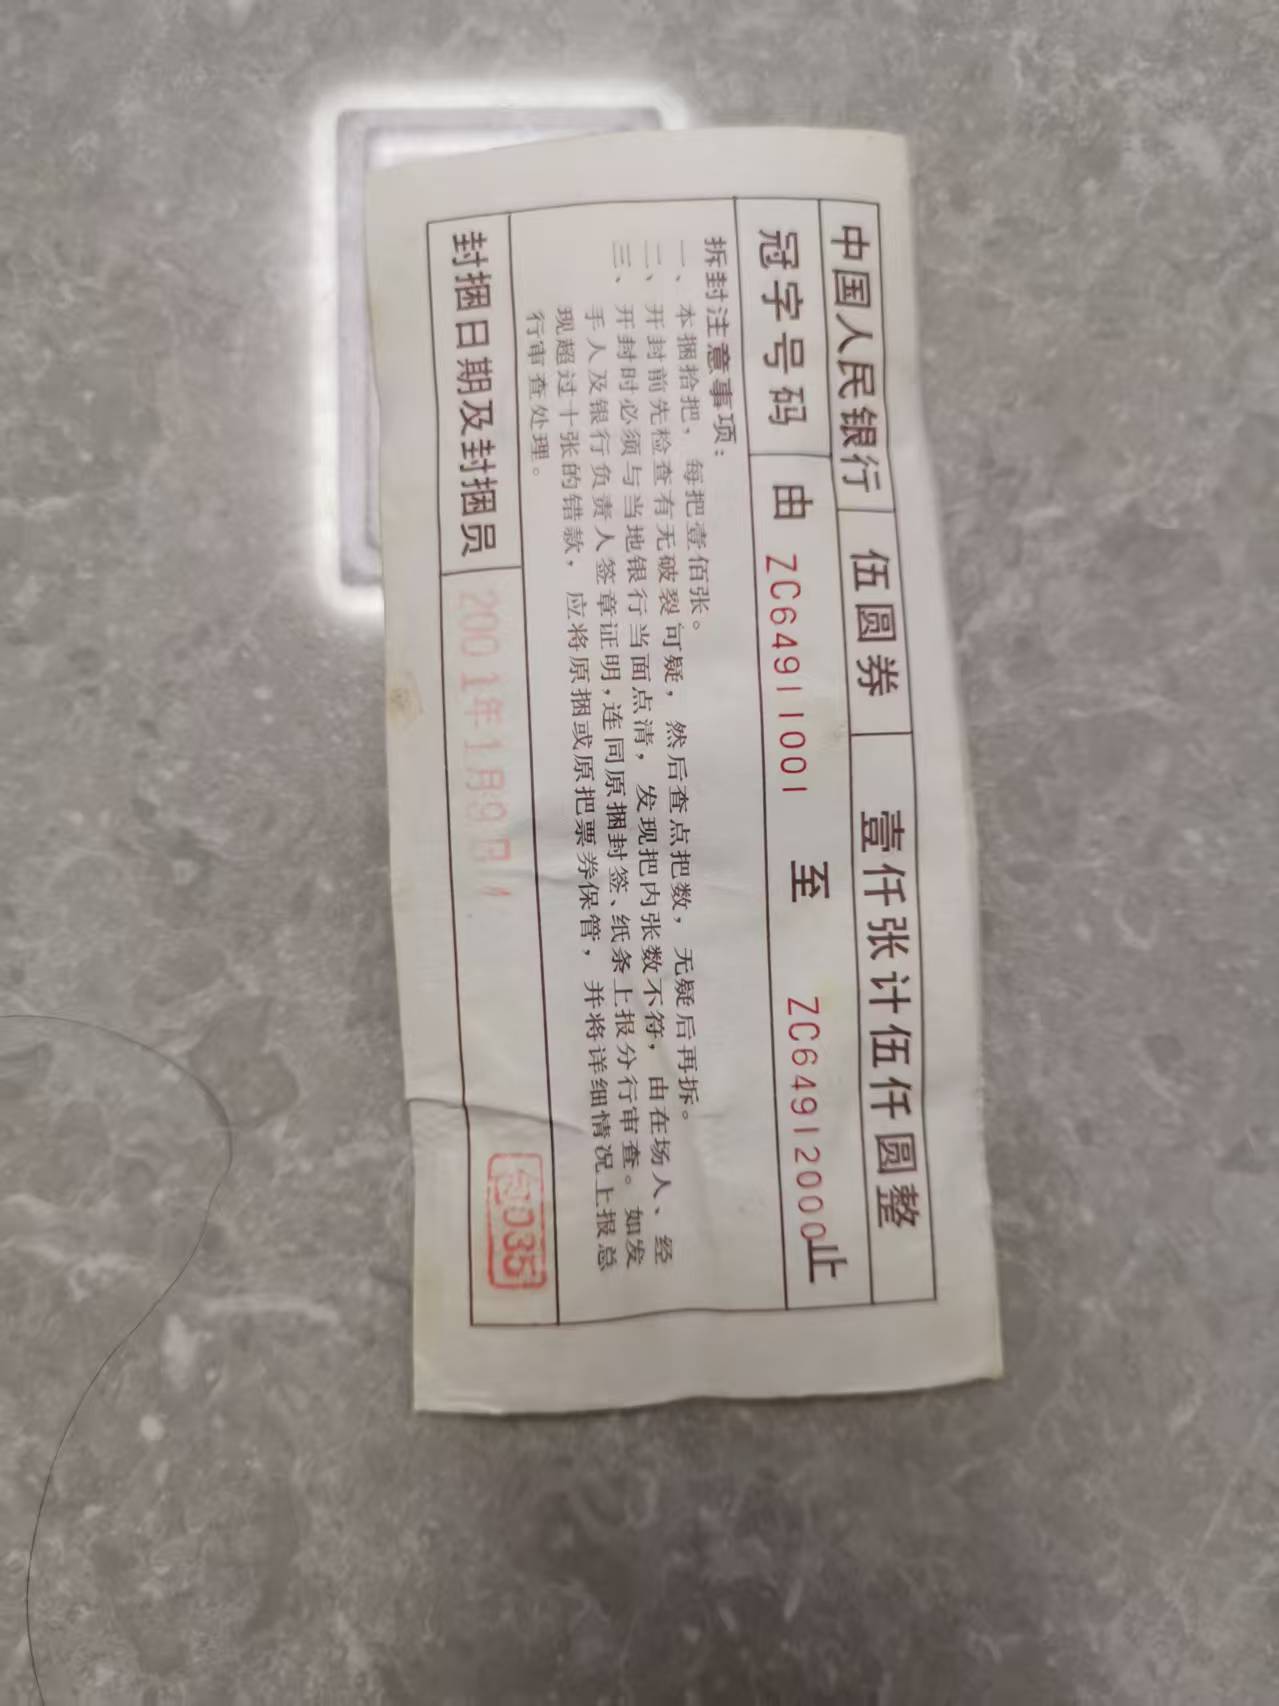 中国人民银行 伍圆券 壹仟张计伍仟圆整
冠字号码 由 ZC64911001 至 ZC64912000止
拆封注意事项：
一、本捆拾把，每把壹佰张。
二、开封前先检查有无破裂可疑，然后查点把数，无疑后再拆。
三、开封时必须与当地银行当面点清，发现把内张数不符，由在场人、经
手人及银行负责人签章证明，连同原捆封签、纸条上报分行审查。如发
现超过十张的错款，应将原捆或原把票券保管，并将详细情况上报总
行审查处理。
封捆日期及封捆员 2001年1月9日
035